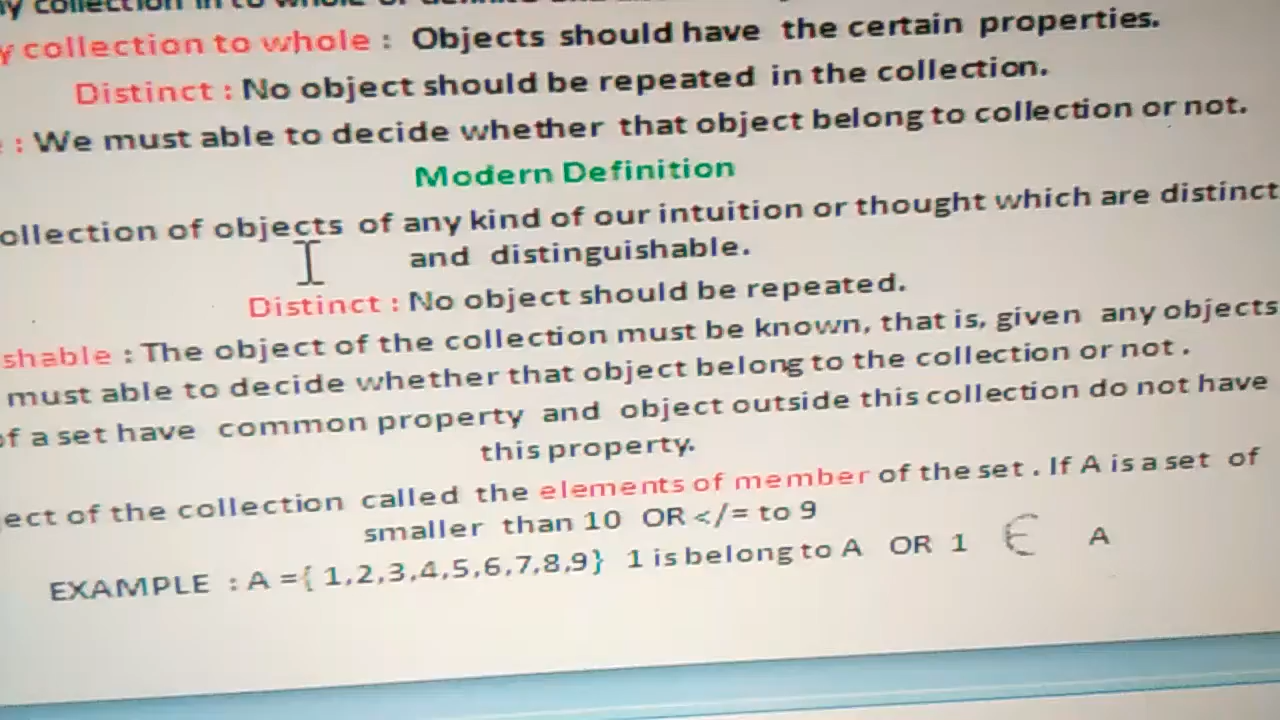 collection to whole : Objects should have the certain properties.
Distinct : No object should be repeated in the collection.
: We must able to decide whether that object belong to collection or not.
Modern Definition
ollection of objects of any kind of our intuition or thought which are distinct
and distinguishable.
Distinct : No object should be repeated.
shable : The object of the collection must be known, that is, given any objects
must able to decide whether that object belong to the collection or not .
of a set have common property and object outside this collection do not have
this property.
ect of the collection called the elements of member of the set . If A is a set of
smaller than 10 OR </= to 9
EXAMPLE : A ={ 1,2,3,4,5,6,7,8,9} 1 is belong to A OR 1 ∈ A